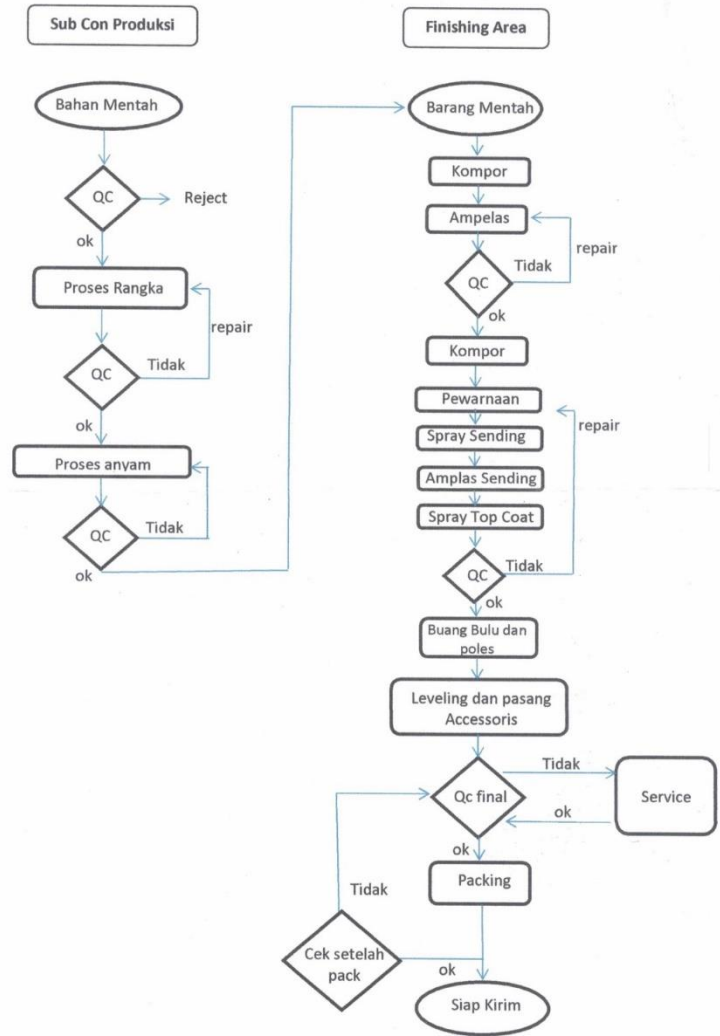 Sub Con Produksi
Bahan Mentah
QC
Reject
ok
Proses Rangka
repair
QC
Tidak
ok
Proses anyam
QC
Tidak
ok
Finishing Area
Barang Mentah
Kompor
Ampelas
repair
QC
Tidak
ok
Kompor
Pewarnaan
repair
Spray Sending
Amplas Sending
Spray Top Coat
QC
Tidak
ok
Buang Bulu dan
poles
Leveling dan pasang
Accessoris
Qc final
Tidak
Service
ok
ok
Packing
Tidak
Cek setelah
pack
ok
Siap Kirim